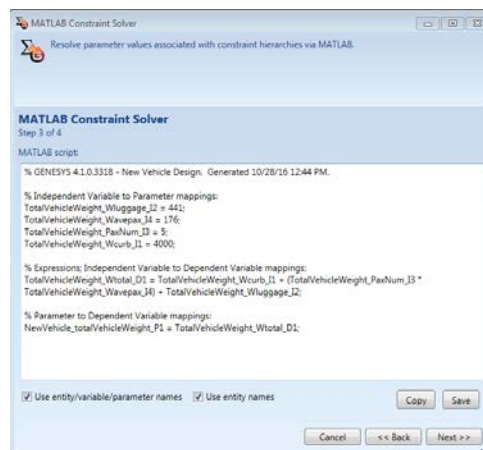 MATLAB Constraint Solver
Resolve parameter values associated with constraint hierarchies via MATLAB.
MATLAB Constraint Solver
Step 3 of 4
MATLAB script:
% GENESYS 4.1.0.3318 - New Vehicle Design. Generated 10/28/16 12:44 PM.
% Independent Variable to Parameter mappings:
TotalVehicleWeight_Wluggage_I2 = 441;
TotalVehicleWeight_Wavepax_I4 = 176;
TotalVehicleWeight_PaxNum_I3 = 5;
TotalVehicleWeight_Wcurb_I1 = 4000;
% Expressions; Independent Variable to Dependent Variable mappings:
TotalVehicleWeight_Wtotal_D1 = TotalVehicleWeight_Wcurb_I1 + (TotalVehicleWeight_PaxNum_I3 *
TotalVehicleWeight_Wavepax_I4) + TotalVehicleWeight_Wluggage_I2;
% Parameter to Dependent Variable mappings:
NewVehicle_totalVehicleWeight_P1 = TotalVehicleWeight_Wtotal_D1;
Use entity/variable/parameter names Use entity names
Copy Save
Cancel << Back Next >>